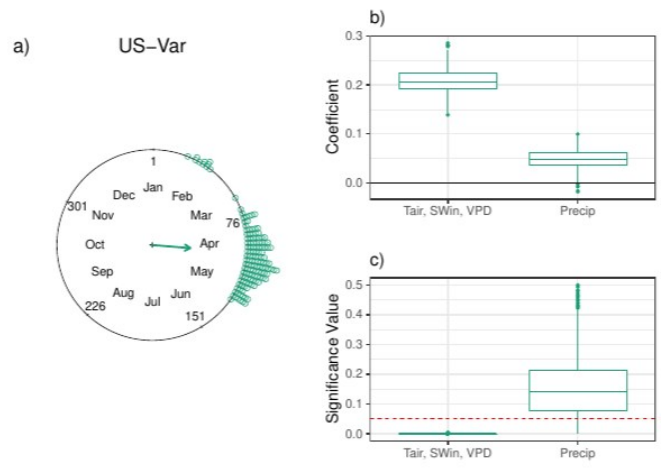 a)
US−Var
1
Jan
Feb
Mar
76
Apr
May
Jun
151
Jul
Aug
226
Sep
Oct
Nov
301
Dec
b)
Coefficient
0.3
0.2
0.1
0.0
Tair, SWin, VPD
Precip
c)
Significance Value
0.5
0.4
0.3
0.2
0.1
0.0
Tair, SWin, VPD
Precip